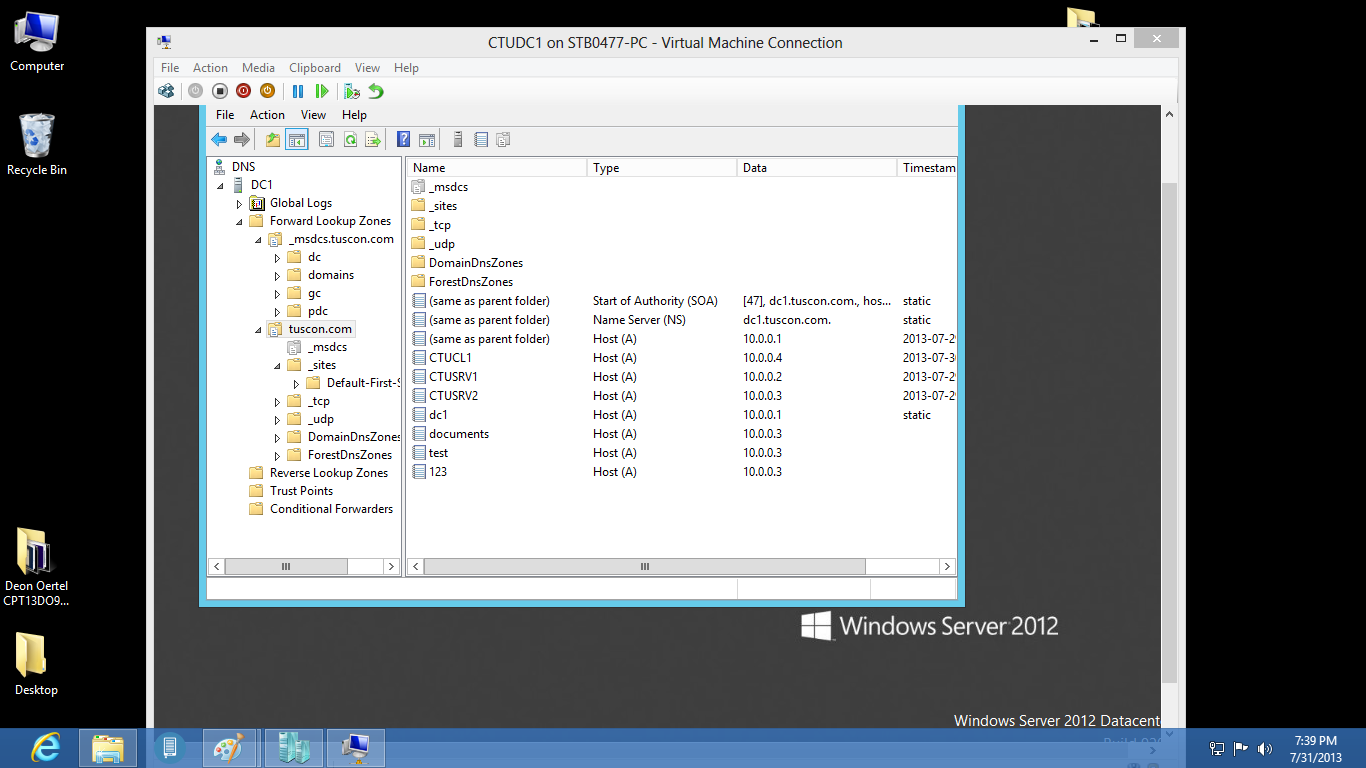 Computer
Recycle Bin
Deon Oertel
CPT13DO9...
Desktop
CTUDC1 on STB0477-PC - Virtual Machine Connection
File Action Media Clipboard View Help
File Action View Help
DNS
DC1
Global Logs
Forward Lookup Zones
_msdcs.tuscon.com
dc
domains
gc
pdc
tuscon.com
_msdcs
_sites
Default-First-S
_tcp
_udp
DomainDnsZones
ForestDnsZones
Reverse Lookup Zones
Trust Points
Conditional Forwarders
Name Type Data Timestam
_msdcs
_sites
_tcp
_udp
DomainDnsZones
ForestDnsZones
(same as parent folder) Start of Authority (SOA) [47], dc1.tuscon.com., hos... static
(same as parent folder) Name Server (NS) dc1.tuscon.com. static
(same as parent folder) Host (A) 10.0.0.1 2013-07-29
CTUCL1 Host (A) 10.0.0.4 2013-07-30
CTUSRV1 Host (A) 10.0.0.2 2013-07-29
CTUSRV2 Host (A) 10.0.0.3 2013-07-29
dc1 Host (A) 10.0.0.1 static
documents Host (A) 10.0.0.3
test Host (A) 10.0.0.3
123 Host (A) 10.0.0.3
Windows Server 2012
Windows Server 2012 Datacent
7:39 PM
7/31/2013